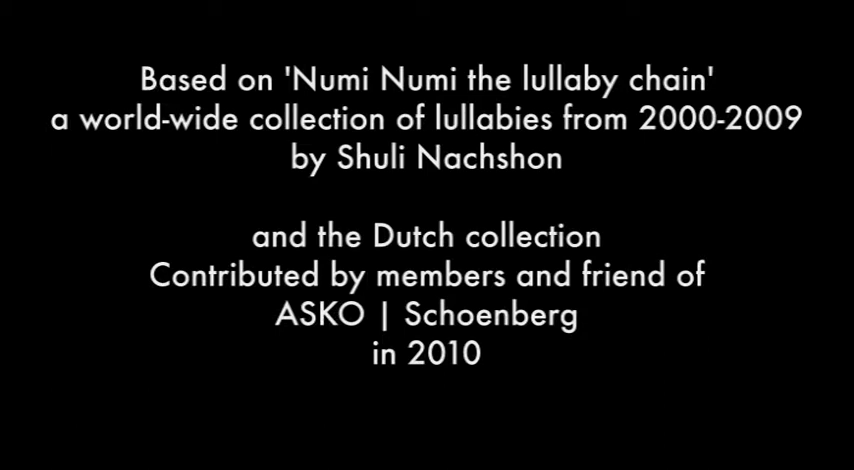 Based on 'Numi Numi the lullaby chain'
a world-wide collection of lullabies from 2000-2009
by Shuli Nachshon
and the Dutch collection
Contributed by members and friend of
ASKO | Schoenberg
in 2010